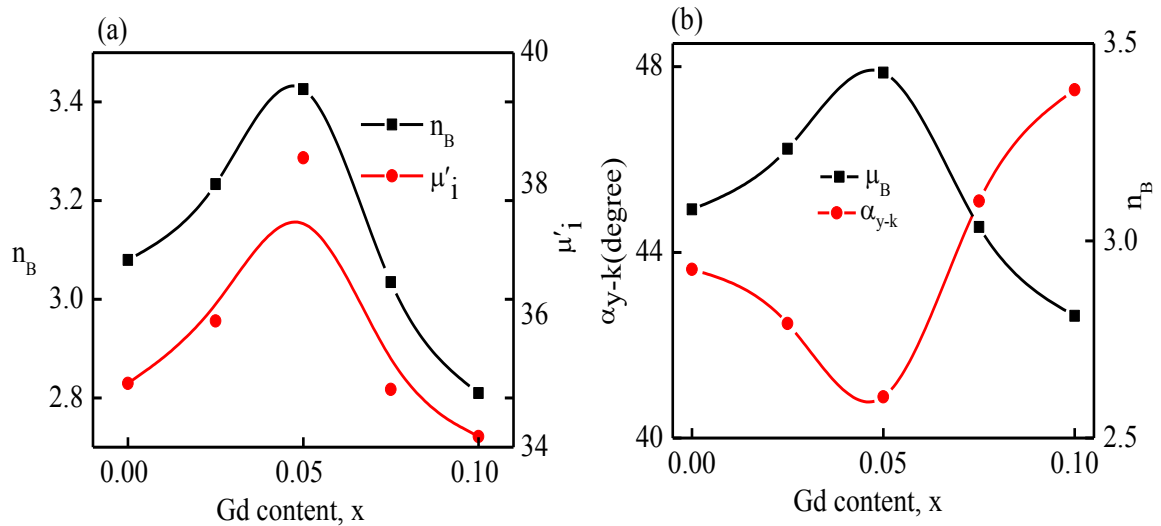 (a)
40
3.4
n_B
μ′_i
38
3.2
n_B
μ′_i
3.0
36
2.8
34
0.00
0.05
0.10
Gd content, x
(b)
3.5
48
μ_B
α_y-k
α_y-k(degree)
3.0
n_B
44
40
2.5
0.00
0.05
0.10
Gd content, x